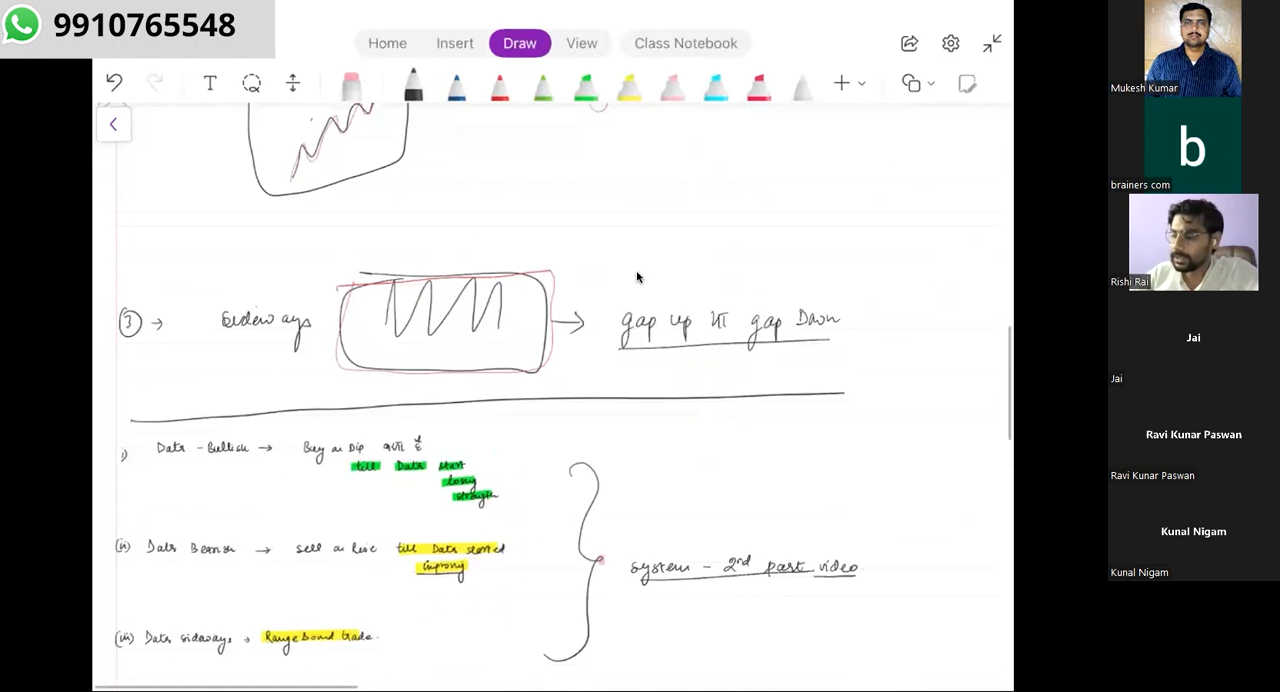 9910765548
Home Insert Draw View Class Notebook
T
Mukesh Kumar
b
brainers com
Rishi Rai
Jai
Jai
Ravi Kunar Paswan
Ravi Kunar Paswan
Kunal Nigam
Kunal Nigam
3 → sideways → gap up या gap Down
i) Data - Bullish → Buy on Dip करना है
till Data start
losing
strength
(ii) Data Bearish → sell on Rise till Data started
improving
(iii) Data sideways → Range Bound trade.
system - 2nd part video